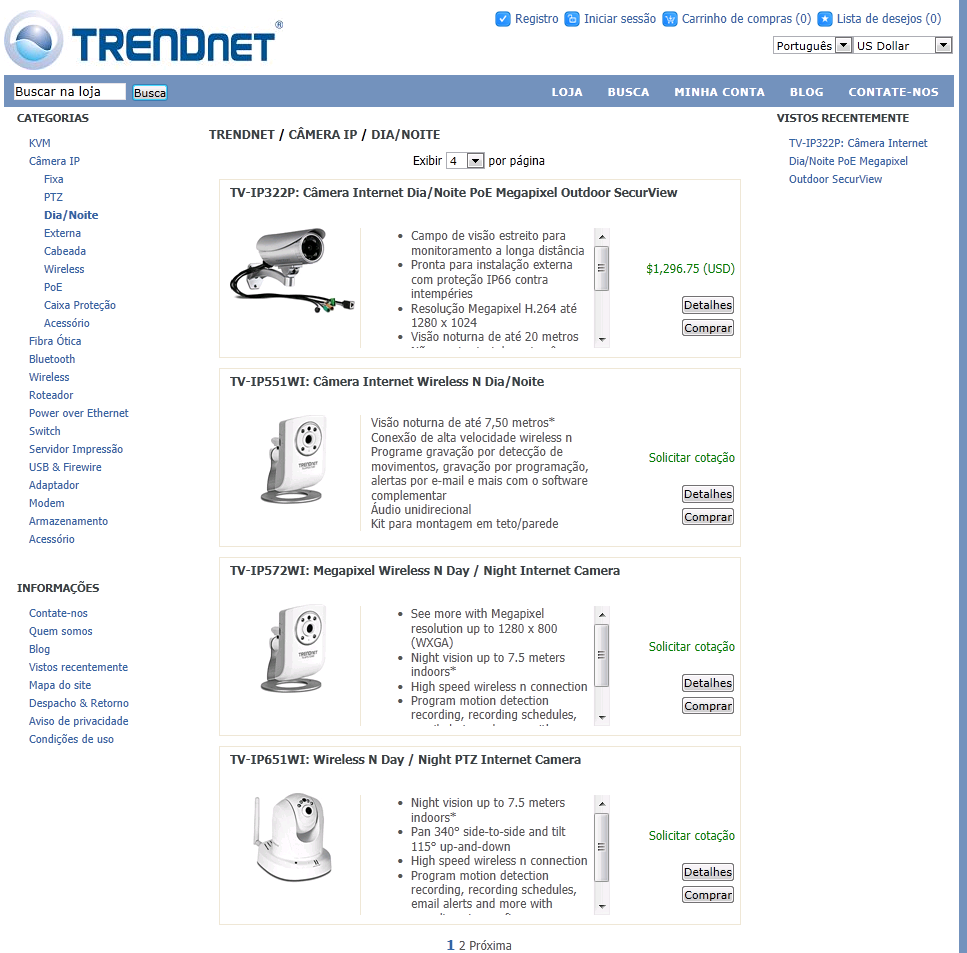 TRENDNET®
Registro Iniciar sessão Carrinho de compras (0) Lista de desejos (0)
Português US Dollar
Buscar na loja Busca
LOJA BUSCA MINHA CONTA BLOG CONTATE-NOS
CATEGORIAS
KVM
Câmera IP
Fixa
PTZ
Dia/Noite
Externa
Cabeada
Wireless
PoE
Caixa Proteção
Acessório
Fibra Ótica
Bluetooth
Wireless
Roteador
Power over Ethernet
Switch
Servidor Impressão
USB & Firewire
Adaptador
Modem
Armazenamento
Acessório
INFORMAÇÕES
Contate-nos
Quem somos
Blog
Vistos recentemente
Mapa do site
Despacho & Retorno
Aviso de privacidade
Condições de uso
TRENDNET / CÂMERA IP / DIA/NOITE
Exibir 4 por página
TV-IP322P: Câmera Internet Dia/Noite PoE Megapixel Outdoor SecurView
• Campo de visão estreito para
monitoramento a longa distância
• Pronta para instalação externa
com proteção IP66 contra
intempéries
• Resolução Megapixel H.264 até
1280 x 1024
• Visão noturna de até 20 metros
$1,296.75 (USD)
Detalhes
Comprar
TV-IP551WI: Câmera Internet Wireless N Dia/Noite
TRENDNET
Visão noturna de até 7,50 metros*
Conexão de alta velocidade wireless n
Programe gravação por detecção de
movimentos, gravação por programação,
alertas por e-mail e mais com o software
complementar
Áudio unidirecional
Kit para montagem em teto/parede
Solicitar cotação
Detalhes
Comprar
TV-IP572WI: Megapixel Wireless N Day / Night Internet Camera
TRENDNET
• See more with Megapixel
resolution up to 1280 x 800
(WXGA)
• Night vision up to 7.5 meters
indoors*
• High speed wireless n connection
• Program motion detection
recording, recording schedules,
Solicitar cotação
Detalhes
Comprar
TV-IP651WI: Wireless N Day / Night PTZ Internet Camera
• Night vision up to 7.5 meters
indoors*
• Pan 340° side-to-side and tilt
115° up-and-down
• High speed wireless n connection
• Program motion detection
recording, recording schedules,
email alerts and more with
Solicitar cotação
Detalhes
Comprar
1 2 Próxima
VISTOS RECENTEMENTE
TV-IP322P: Câmera Internet
Dia/Noite PoE Megapixel
Outdoor SecurView